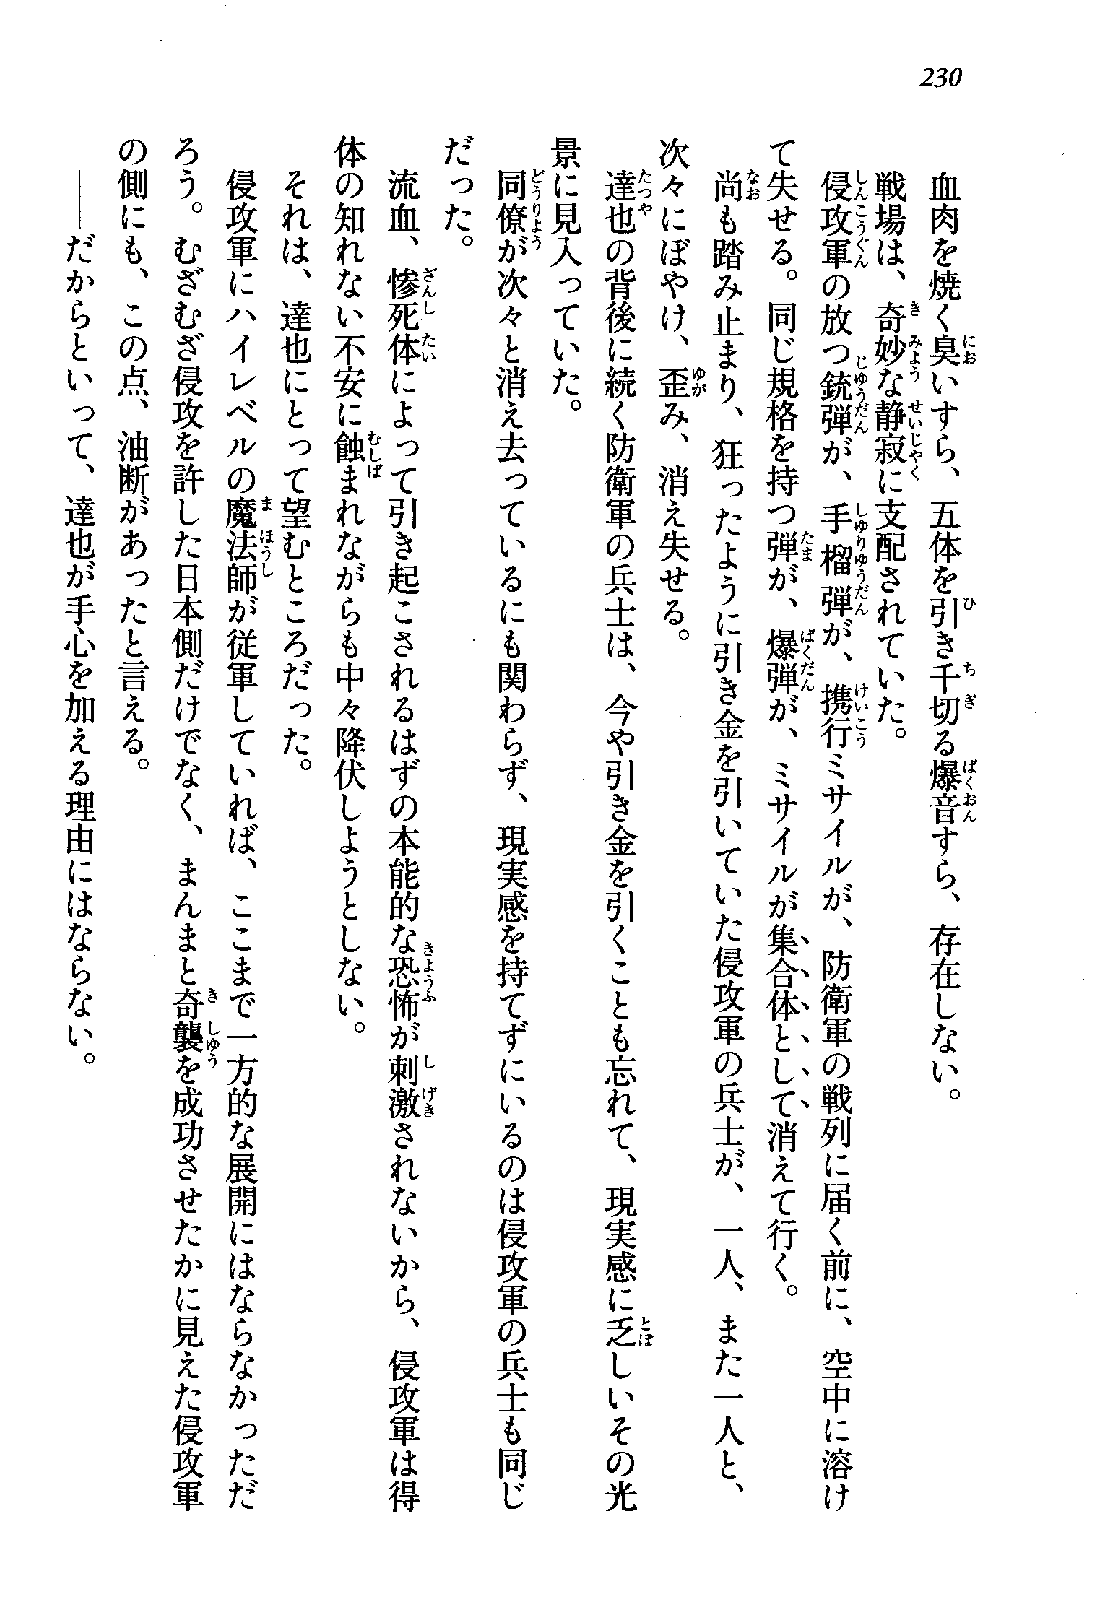 230
血肉を焼く臭いすら、五体を引き千切る爆音すら、存在しない。
戦場は、奇妙な静寂に支配されていた。
侵攻軍の放つ銃弾が、手榴弾が、携行ミサイルが、防衛軍の戦列に届く前に、空中に溶け
て失せる。同じ規格を持つ弾が、爆弾が、ミサイルが集合体として消えて行く。
尚も踏み止まり、狂ったように引き金を引いていた侵攻軍の兵士が、一人、また一人と、
次々にぼやけ、歪み、消え失せる。
達也の背後に続く防衛軍の兵士は、今や引き金を引くことも忘れて、現実感に乏しいその光
景に見入っていた。
同僚が次々と消え去っているにも関わらず、現実感を持てずにいるのは侵攻軍の兵士も同じ
だった。
流血、惨死体によって引き起こされるはずの本能的な恐怖が刺激されないから、侵攻軍は得
体の知れない不安に蝕まれながらも中々降伏しようとしない。
それは、達也にとって望むところだった。
侵攻軍にハイレベルの魔法師が従軍していれば、ここまで一方的な展開にはならなかっただ
ろう。むざむざ侵攻を許した日本側だけでなく、まんまと奇襲を成功させたかに見えた侵攻軍
の側にも、この点、油断があったと言える。
――だからといって、達也が手心を加える理由にはならない。